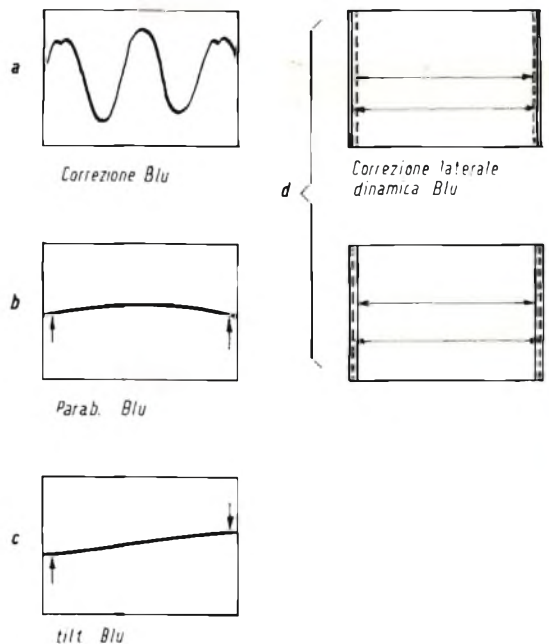 a
Correzione Blu
d
Correzione laterale
dinamica Blu
b
Parab. Blu
c
tilt Blu